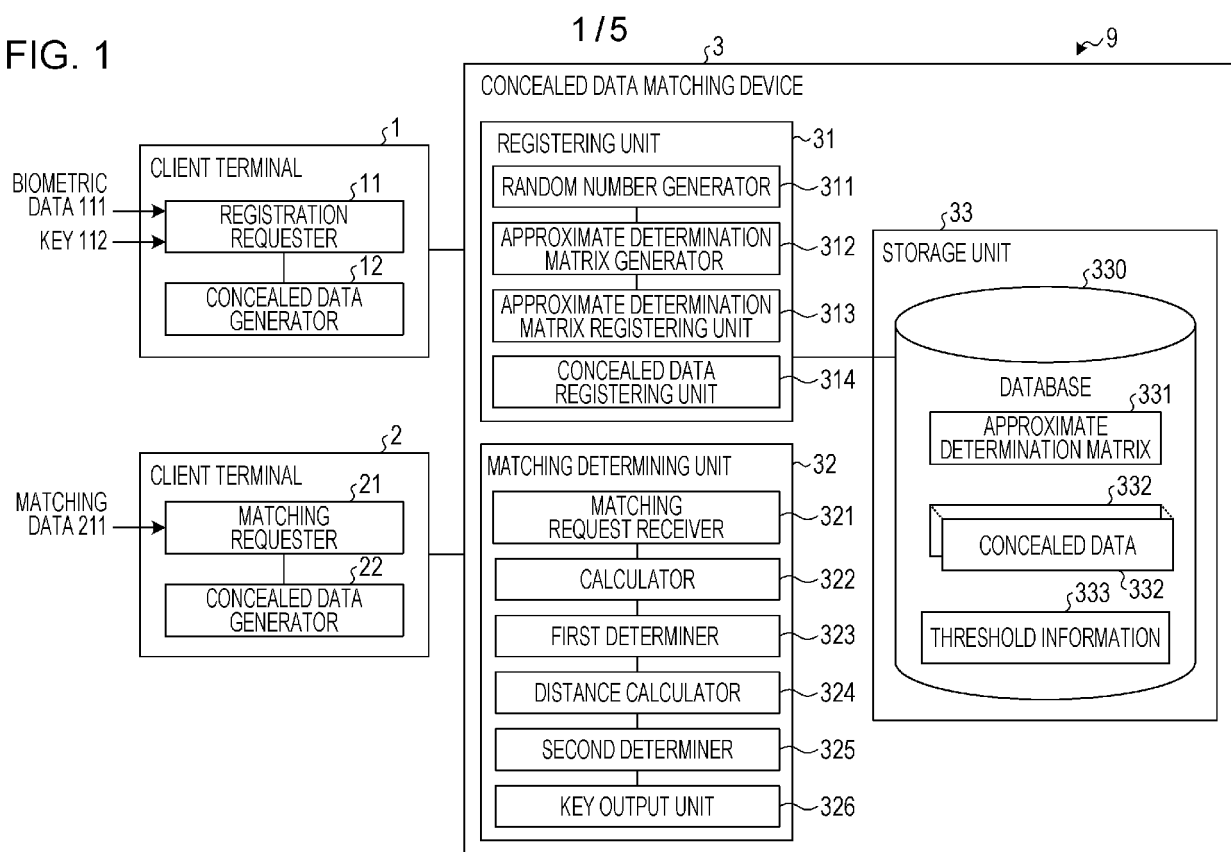 1/5
FIG. 1
9
3
CONCEALED DATA MATCHING DEVICE
1
CLIENT TERMINAL
BIOMETRIC
DATA 111
KEY 112
11
REGISTRATION
REQUESTER
12
CONCEALED DATA
GENERATOR
2
CLIENT TERMINAL
MATCHING
DATA 211
21
MATCHING
REQUESTER
22
CONCEALED DATA
GENERATOR
REGISTERING UNIT
31
RANDOM NUMBER GENERATOR
311
APPROXIMATE DETERMINATION
MATRIX GENERATOR
312
APPROXIMATE DETERMINATION
MATRIX REGISTERING UNIT
313
CONCEALED DATA
REGISTERING UNIT
314
MATCHING DETERMINING UNIT
32
MATCHING
REQUEST RECEIVER
321
CALCULATOR
322
FIRST DETERMINER
323
DISTANCE CALCULATOR
324
SECOND DETERMINER
325
KEY OUTPUT UNIT
326
33
STORAGE UNIT
330
DATABASE
331
APPROXIMATE
DETERMINATION MATRIX
332
CONCEALED DATA
332
333
THRESHOLD INFORMATION